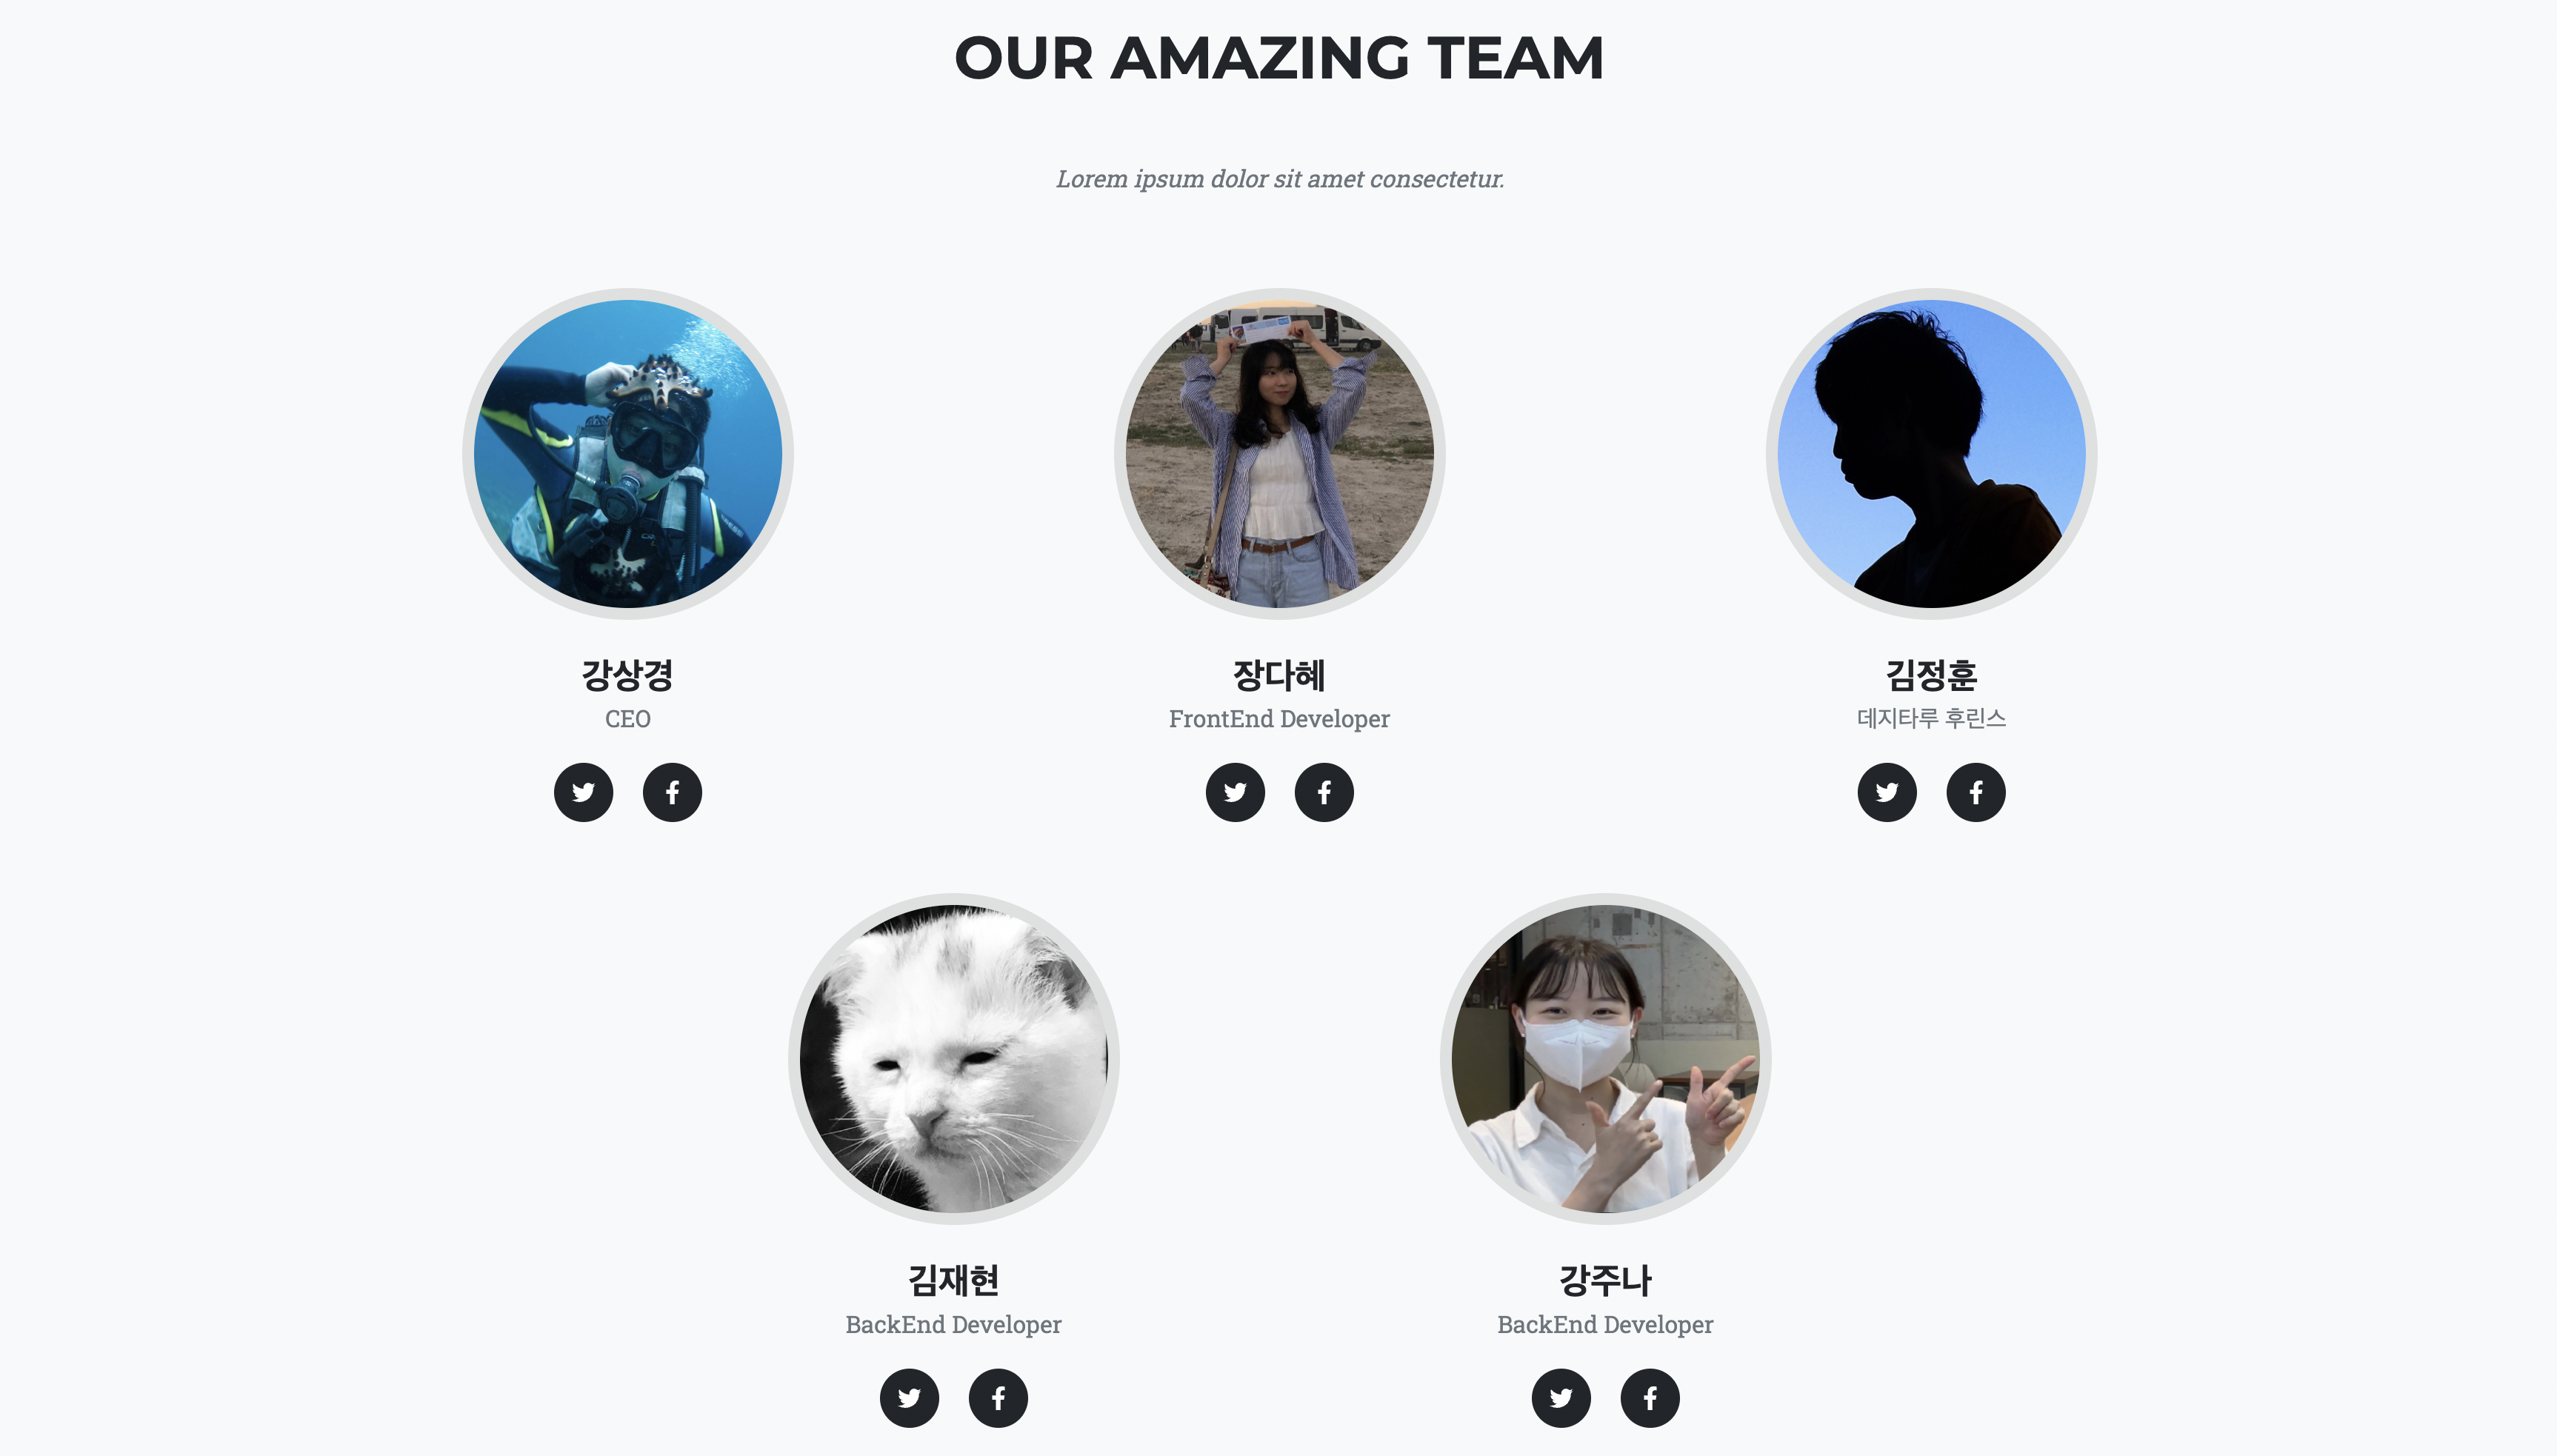 OUR AMAZING TEAM
Lorem ipsum dolor sit amet consectetur.
강상경
CEO
장다혜
FrontEnd Developer
김정훈
데지타루 후린스
김재현
BackEnd Developer
강주나
BackEnd Developer